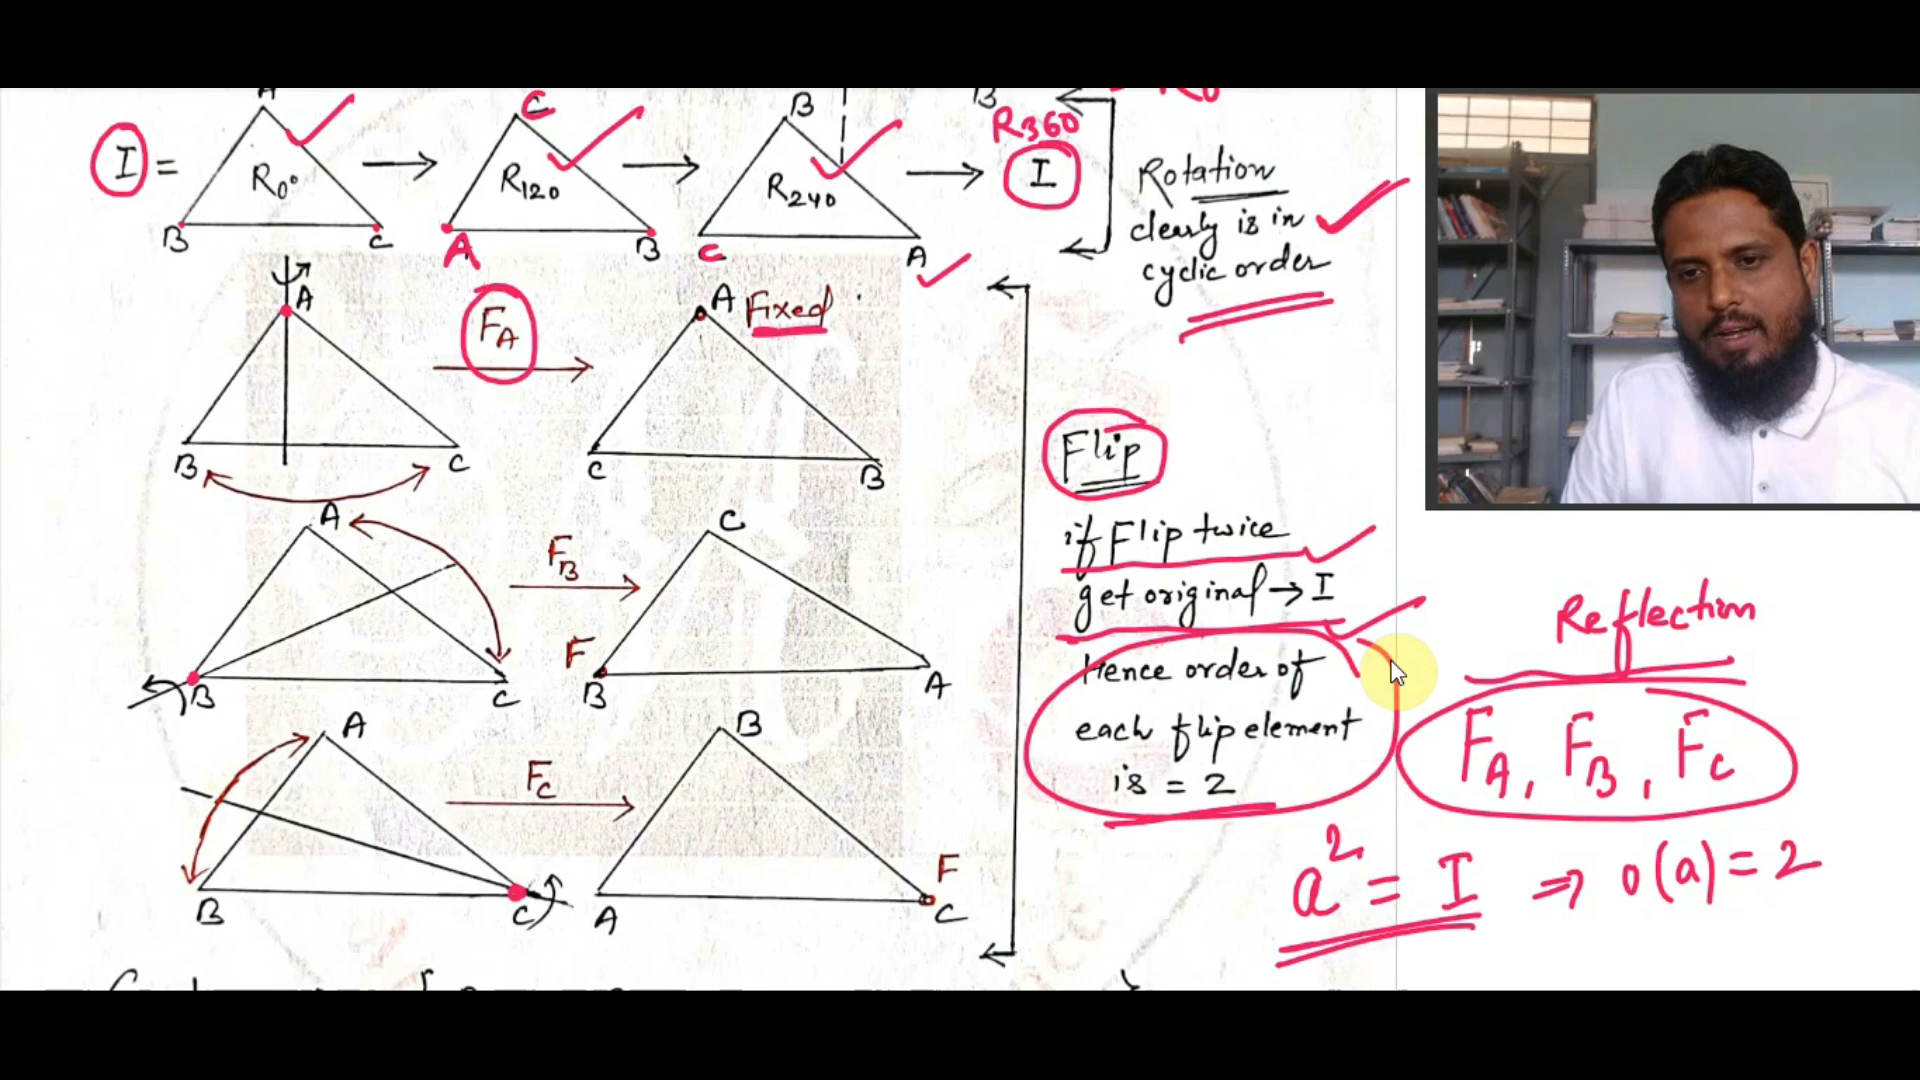 A
I =
R0°
B
C
C
R120
A
B
B
R240
C
A
B
R360
I
Rotation
clearly is in
cyclic order
A
FA
B
C
A Fixed
C
B
Flip
if Flip twice
get original → I
Hence order of
each flip element
is = 2
A
B
C
FB
C
F
B
A
A
B
C
FC
B
A
F
C
Reflection
FA, FB, FC
a² = I ⇒ o(a) = 2